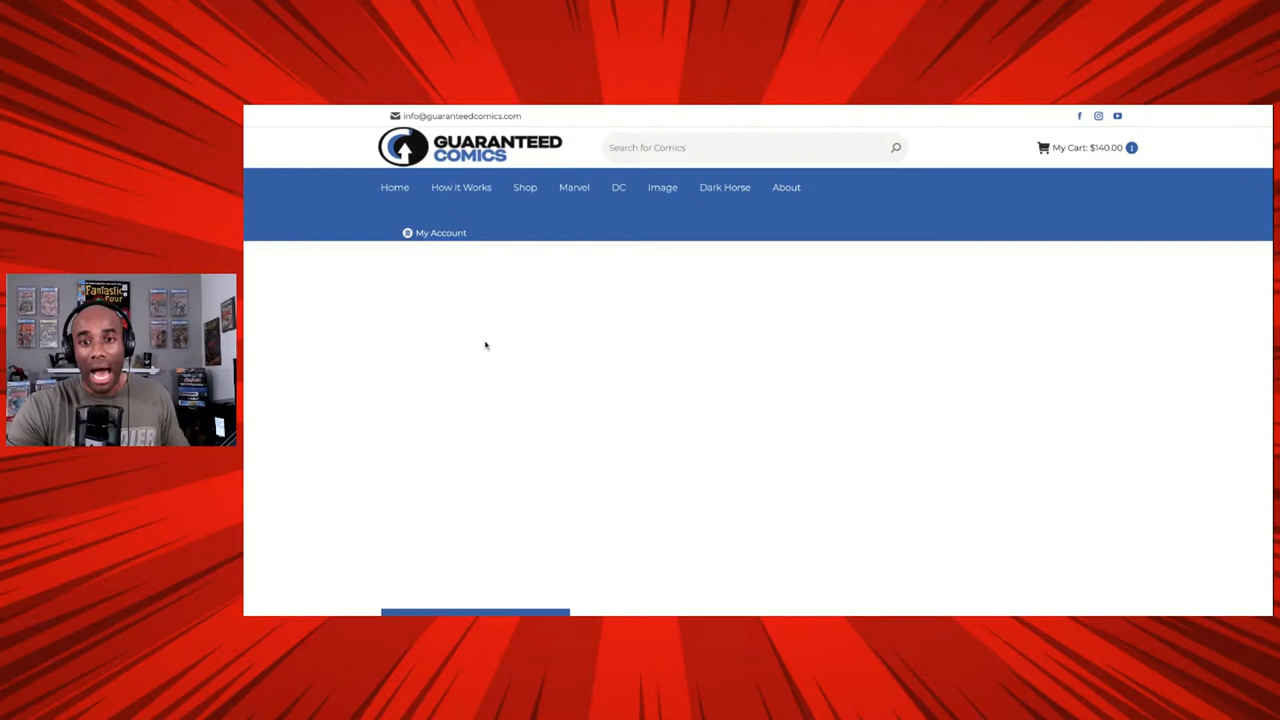 info@guaranteedcomics.com
GUARANTEED
COMICS
Search for Comics
My Cart: $140.00 1
Home How it Works Shop Marvel DC Image Dark Horse About
My Account
Fantastic
four